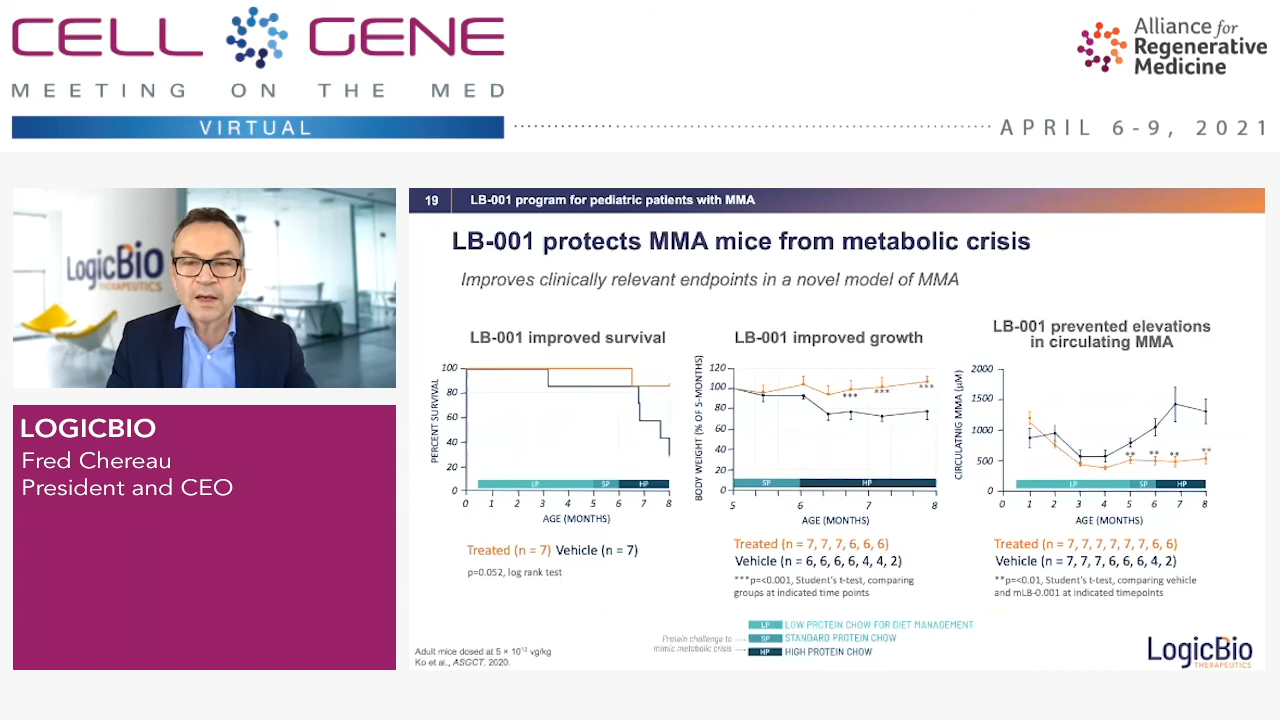 CELL GENE
MEETING ON THE MED
VIRTUAL
Alliance for
Regenerative
Medicine
APRIL 6-9, 2021
LogicBio
THERAPEUTICS
LOGICBIO
Fred Chereau
President and CEO
19 LB-001 program for pediatric patients with MMA
LB-001 protects MMA mice from metabolic crisis
Improves clinically relevant endpoints in a novel model of MMA
LB-001 improved survival
PERCENT SURVIVAL
100
80
60
40
20
0
LP SP HP
0 1 2 3 4 5 6 7 8
AGE (MONTHS)
Treated (n = 7) Vehicle (n = 7)
p=0.052, log rank test
LB-001 improved growth
BODY WEIGHT (% OF 5-MONTHS)
120
100
80
60
40
20
0
*** *** ***
SP HP
5 6 7 8
AGE (MONTHS)
Treated (n = 7, 7, 7, 6, 6, 6)
Vehicle (n = 6, 6, 6, 6, 4, 4, 2)
***p=<0.001, Student's t-test, comparing
groups at indicated time points
LB-001 prevented elevations
in circulating MMA
CIRCULATNIG MMA (µM)
2000
1500
1000
500
0
** ** ** **
LP SP HP
0 1 2 3 4 5 6 7 8
AGE (MONTHS)
Treated (n = 7, 7, 7, 7, 7, 7, 6, 6)
Vehicle (n = 7, 7, 7, 6, 6, 6, 4, 2)
**p=<0.01, Student's t-test, comparing vehicle
and mLB-0.001 at indicated timepoints
LP LOW PROTEIN CHOW FOR DIET MANAGEMENT
Protein challenge to
mimic metabolic crisis
SP STANDARD PROTEIN CHOW
HP HIGH PROTEIN CHOW
Adult mice dosed at 5 × 10¹³ vg/kg
Ko et al., ASGCT, 2020.
LogicBio
THERAPEUTICS